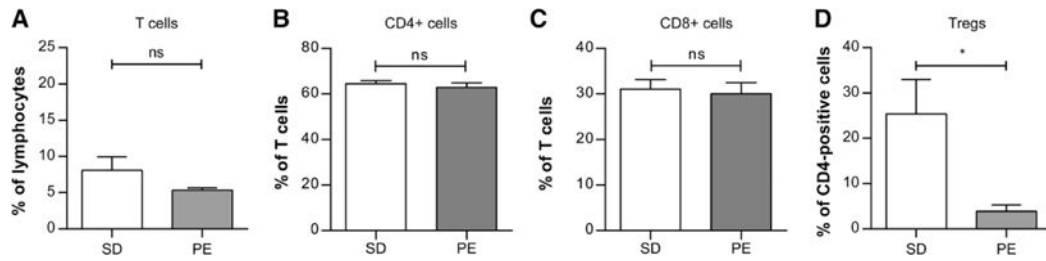 A
T cells
% of lymphocytes
25
20
15
10
5
0
ns
SD
PE
B
CD4+ cells
% of T cells
80
60
40
20
0
ns
SD
PE
C
CD8+ cells
% of T cells
40
30
20
10
0
ns
SD
PE
D
Tregs
% of CD4-positive cells
40
30
20
10
0
*
SD
PE